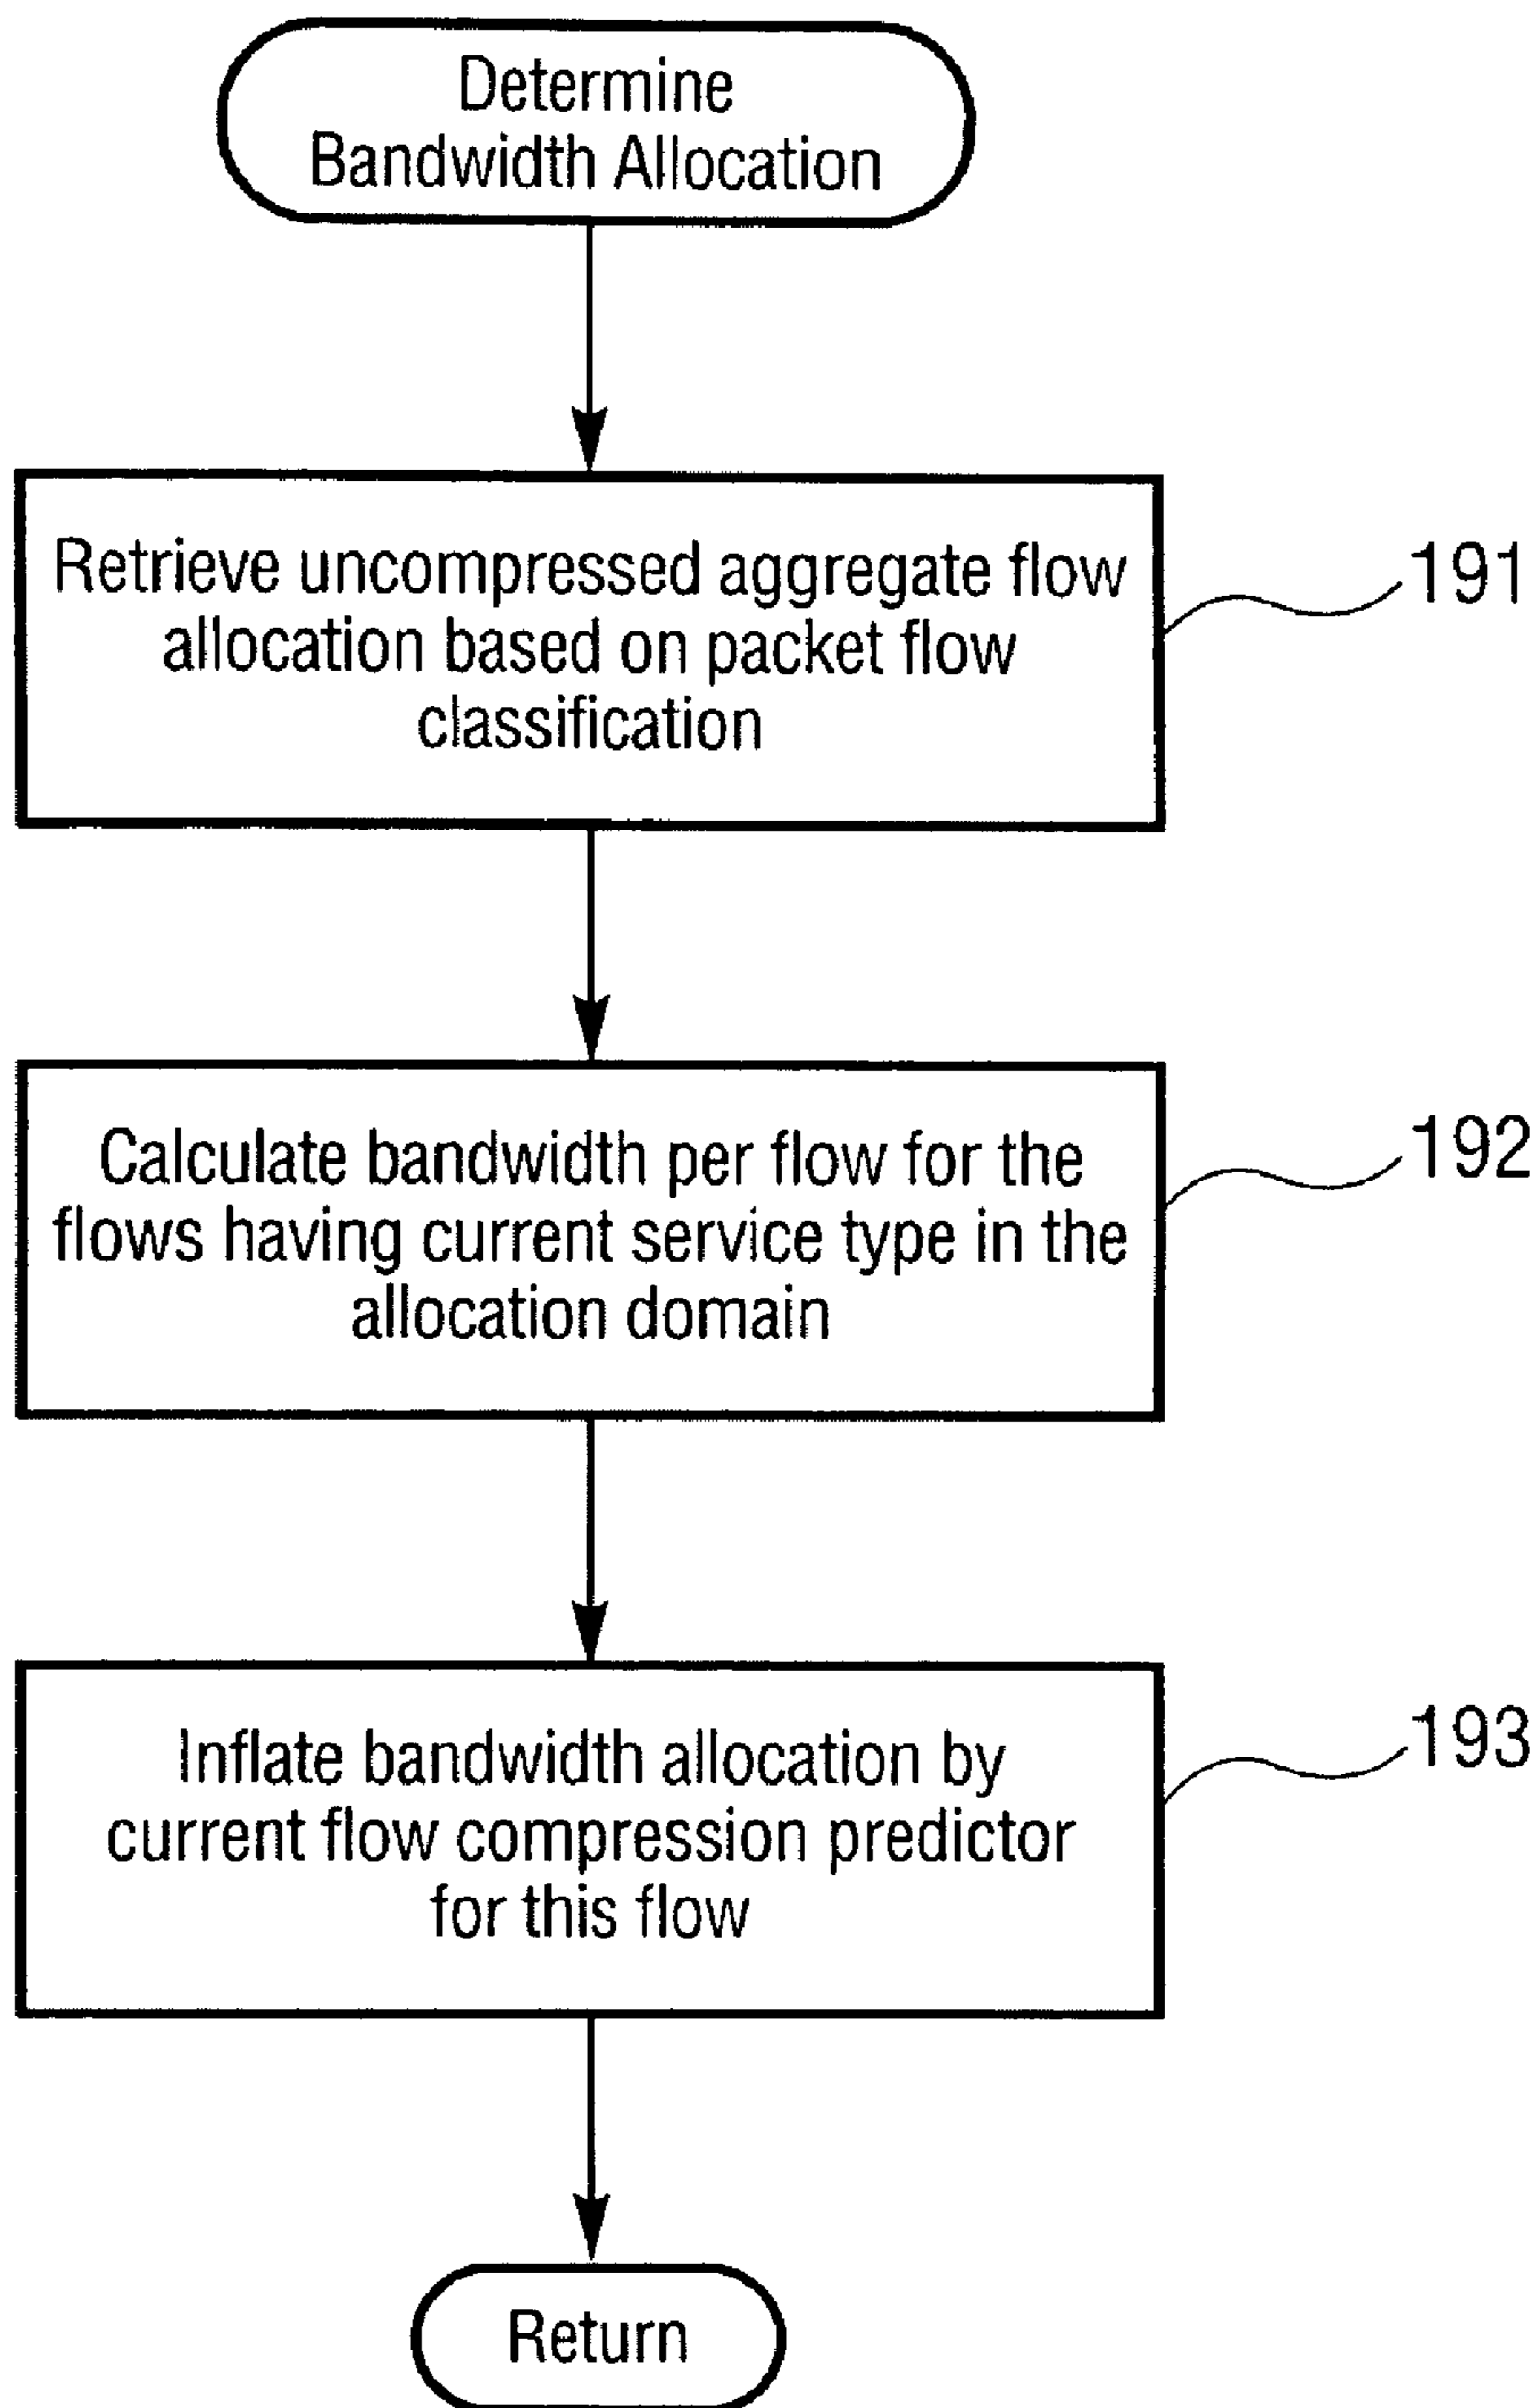 Determine
Bandwidth Allocation
Retrieve uncompressed aggregate flow
allocation based on packet flow
classification
191
Calculate bandwidth per flow for the
flows having current service type in the
allocation domain
192
Inflate bandwidth allocation by
current flow compression predictor
for this flow
193
Return